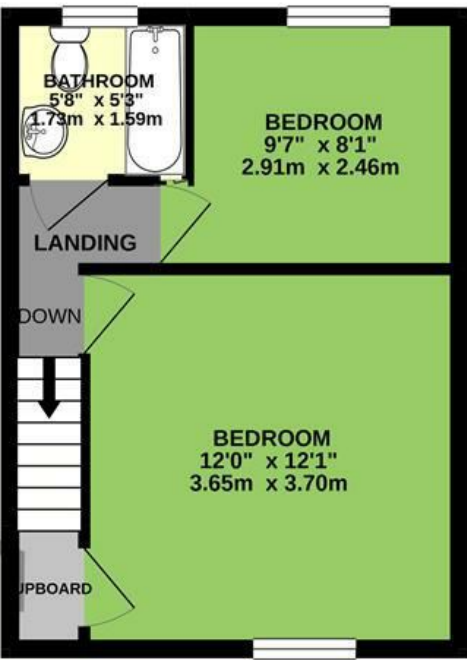 BATHROOM
5'8" x 5'3"
1.73m x 1.59m
BEDROOM
9'7" x 8'1"
2.91m x 2.46m
LANDING
DOWN
BEDROOM
12'0" x 12'1"
3.65m x 3.70m
UPBOARD